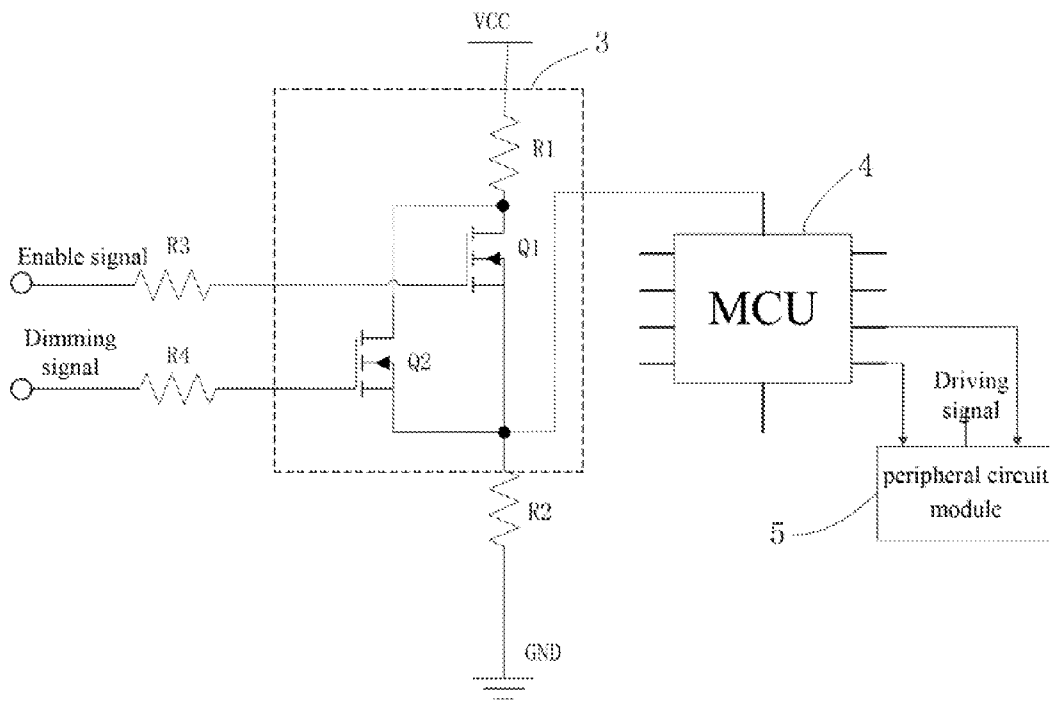 VCC
3
R1
4
Enable signal
R3
Q1
MCU
Dimming
signal
R4
Q2
Driving
signal
peripheral circuit
module
R2
5
GND